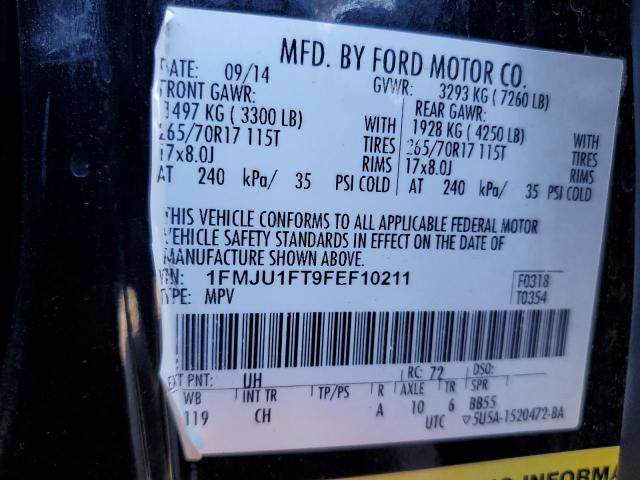 MFD. BY FORD MOTOR CO.
DATE: 09/14 GVWR: 3293 KG ( 7260 LB)
FRONT GAWR: REAR GAWR:
1497 KG ( 3300 LB) WITH 1928 KG ( 4250 LB) WITH
265/70R17 115T TIRES 265/70R17 115T TIRES
17x8.0J RIMS 17x8.0J RIMS
AT 240 kPa/ 35 PSI COLD AT 240 kPa/ 35 PSI COLD
THIS VEHICLE CONFORMS TO ALL APPLICABLE FEDERAL MOTOR
VEHICLE SAFETY STANDARDS IN EFFECT ON THE DATE OF
MANUFACTURE SHOWN ABOVE.
VIN: 1FMJU1FT9FEF10211 F0318
TYPE: MPV T0354
EXT PNT: UH RC: 72 DSO:
WB INT TR TP/PS R AXLE TR SPR
119 CH A 10 6 BB55
UTC ▽5U5A-1520472-BA
INFORMA